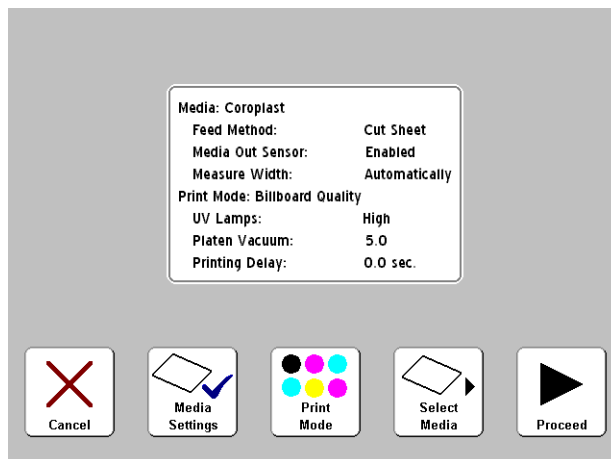 Media: Coroplast
Feed Method: Cut Sheet
Media Out Sensor: Enabled
Measure Width: Automatically
Print Mode: Billboard Quality
UV Lamps: High
Platen Vacuum: 5.0
Printing Delay: 0.0 sec.
Cancel
Media
Settings
Print
Mode
Select
Media
Proceed